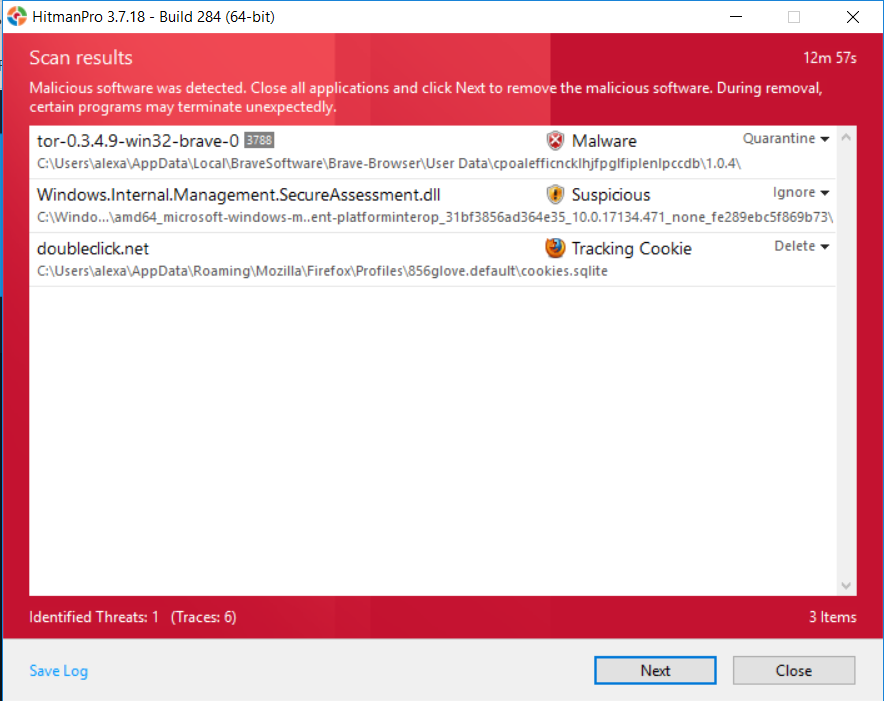 HitmanPro 3.7.18 - Build 284 (64-bit)
Scan results 12m 57s
Malicious software was detected. Close all applications and click Next to remove the malicious software. During removal,
certain programs may terminate unexpectedly.
tor-0.3.4.9-win32-brave-0 3788 Malware Quarantine
C:\Users\alexa\AppData\Local\BraveSoftware\Brave-Browser\User Data\cpoalefficncklhjfpglfiplenlpccdb\1.0.4\
Windows.Internal.Management.SecureAssessment.dll Suspicious Ignore
C:\Windo...\amd64_microsoft-windows-m..ent-platforminterop_31bf3856ad364e35_10.0.17134.471_none_fe289ebc5f869b73\
doubleclick.net Tracking Cookie Delete
C:\Users\alexa\AppData\Roaming\Mozilla\Firefox\Profiles\856glove.default\cookies.sqlite
Identified Threats: 1 (Traces: 6) 3 Items
Save Log Next Close